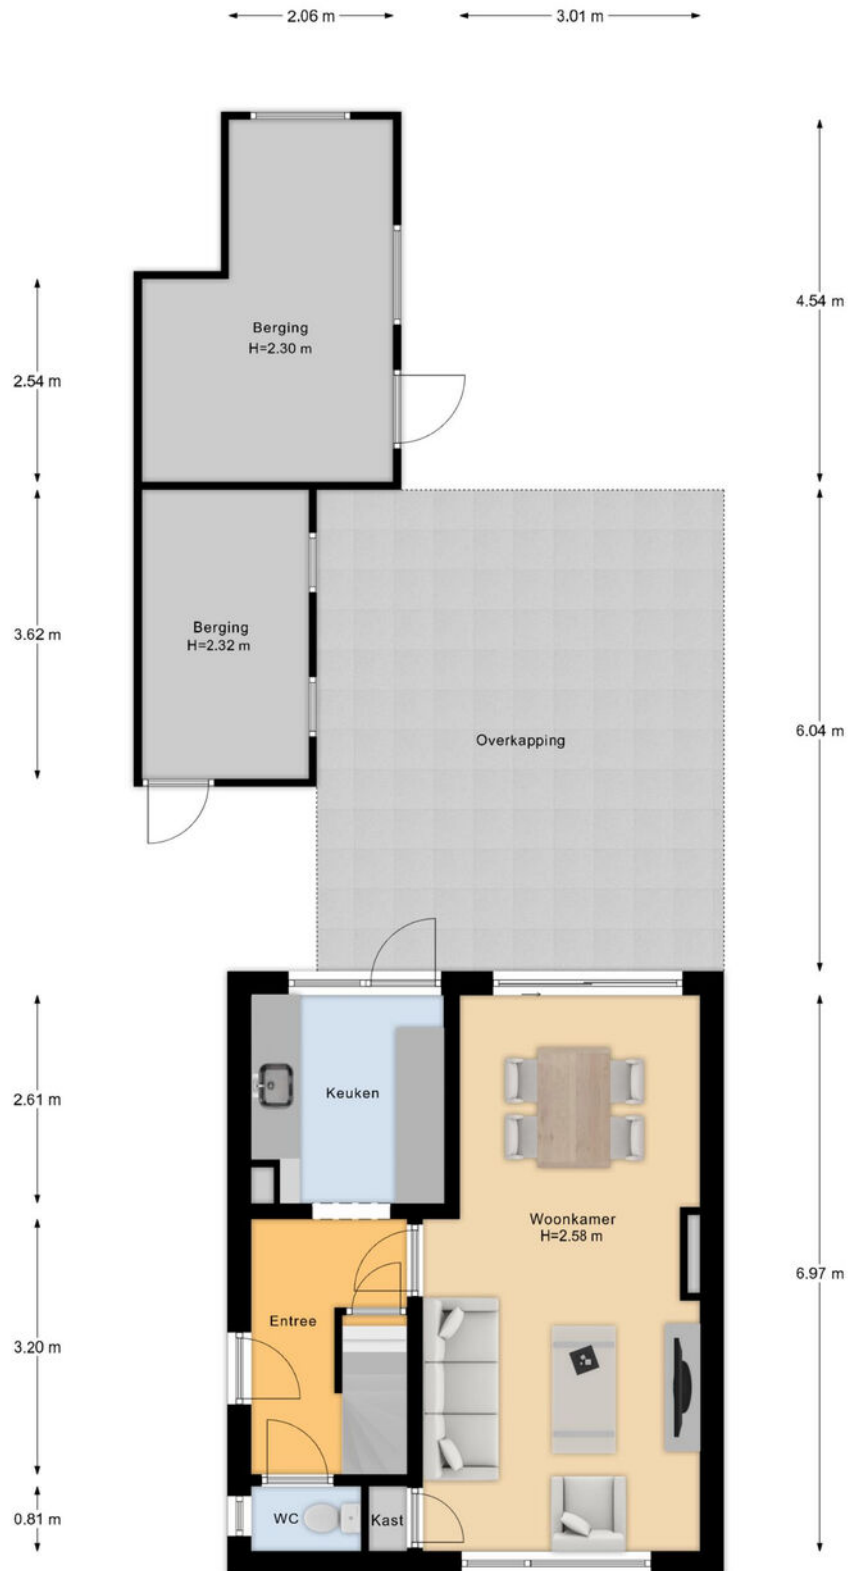 2.06 m
3.01 m
4.54 m
Berging
H=2.30 m
2.54 m
Berging
H=2.32 m
3.62 m
6.04 m
Overkapping
Keuken
2.61 m
Woonkamer
H=2.58 m
6.97 m
Entree
3.20 m
WC
Kast
0.81 m